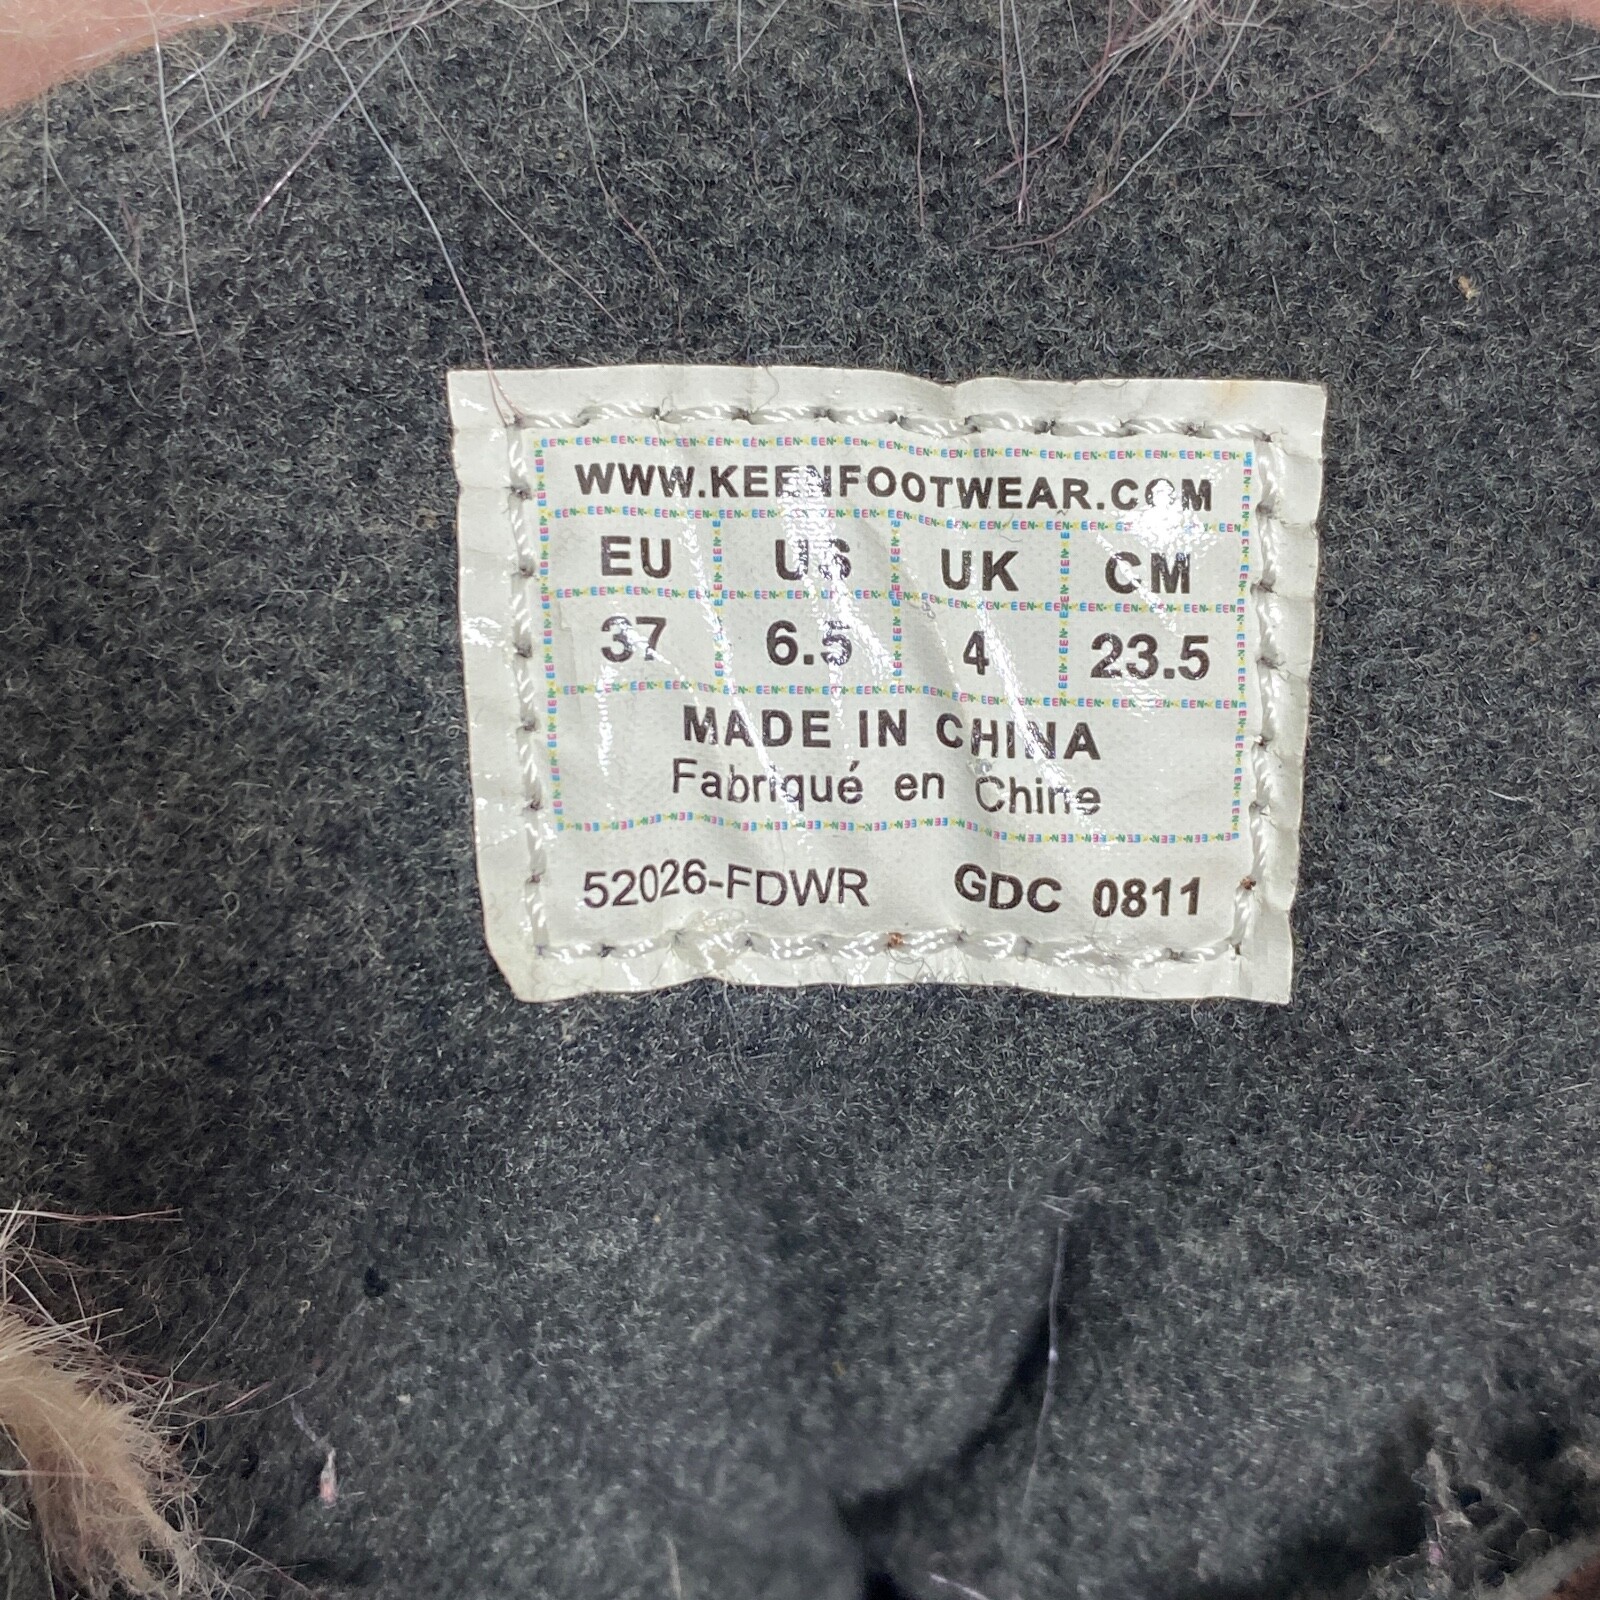 WWW.KEENFOOTWEAR.COM
EU US UK CM
37 6.5 4 23.5
MADE IN CHINA
Fabriqué en Chine
52026-FDWR GDC 0811